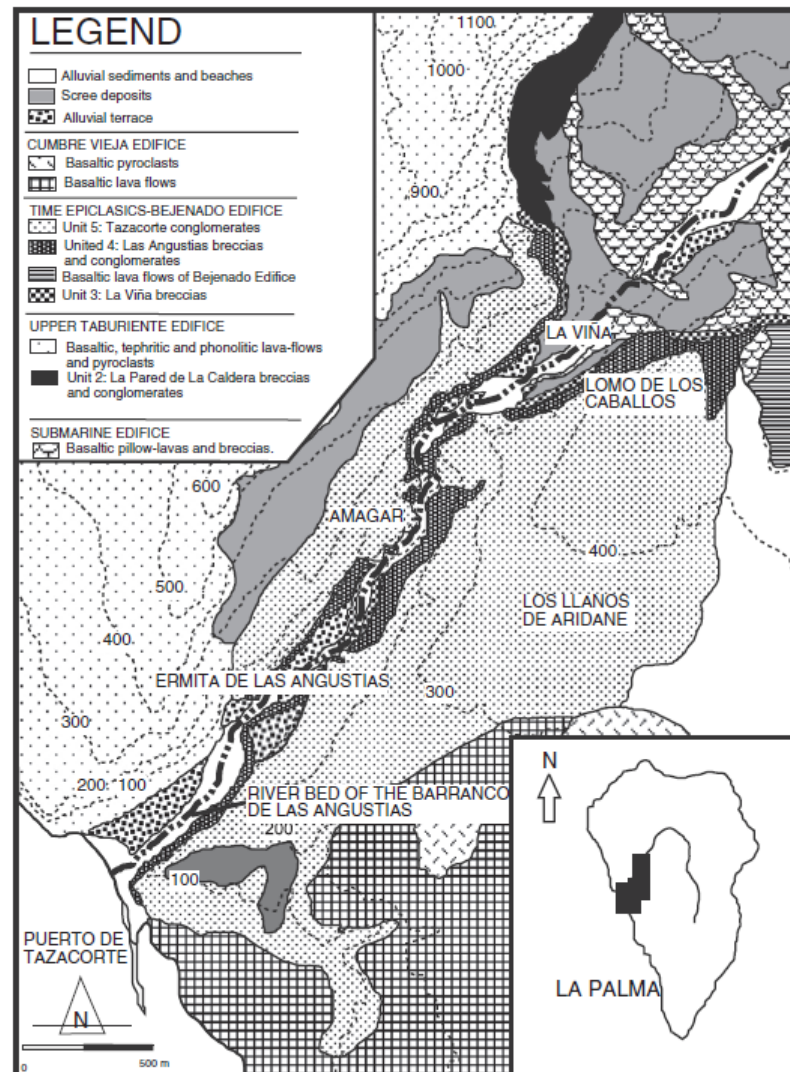 LEGEND
Alluvial sediments and beaches
Scree deposits
Alluvial terrace
CUMBRE VIEJA EDIFICE
Basaltic pyroclasts
Basaltic lava flows
TIME EPICLASICS-BEJENADO EDIFICE
Unit 5: Tazacorte conglomerates
United 4: Las Angustias breccias
and conglomerates
Basaltic lava flows of Bejenado Edifice
Unit 3: La Viña breccias
UPPER TABURIENTE EDIFICE
Basaltic, tephritic and phonolitic lava-flows
and pyroclasts
Unit 2: La Pared de La Caldera breccias
and conglomerates
SUBMARINE EDIFICE
Basaltic pillow-lavas and breccias.
1100
1000
900
LA VIÑA
LOMO DE LOS
CABALLOS
600
AMAGAR
500
400
400
LOS LLANOS
DE ARIDANE
ERMITA DE LAS ANGUSTIAS
300
300
200 100
RIVER BED OF THE BARRANCO
DE LAS ANGUSTIAS
200
100
PUERTO DE
TAZACORTE
N
0
500 m
N
LA PALMA